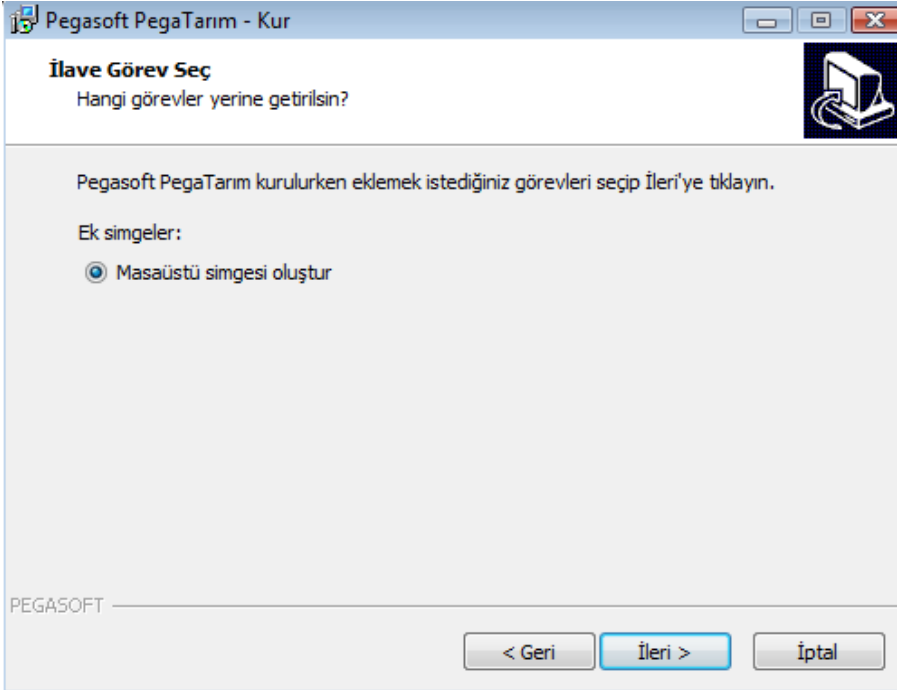 Pegasoft PegaTarım - Kur
İlave Görev Seç
Hangi görevler yerine getirilsin?
Pegasoft PegaTarım kurulurken eklemek istediğiniz görevleri seçip İleri'ye tıklayın.
Ek simgeler:
Masaüstü simgesi oluştur
PEGASOFT
< Geri
İleri >
İptal